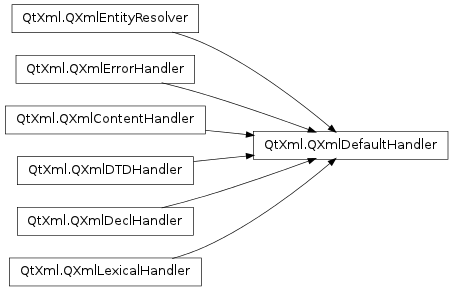 QtXml.QXmlEntityResolver
QtXml.QXmlErrorHandler
QtXml.QXmlContentHandler
QtXml.QXmlDefaultHandler
QtXml.QXmlDTDHandler
QtXml.QXmlDeclHandler
QtXml.QXmlLexicalHandler